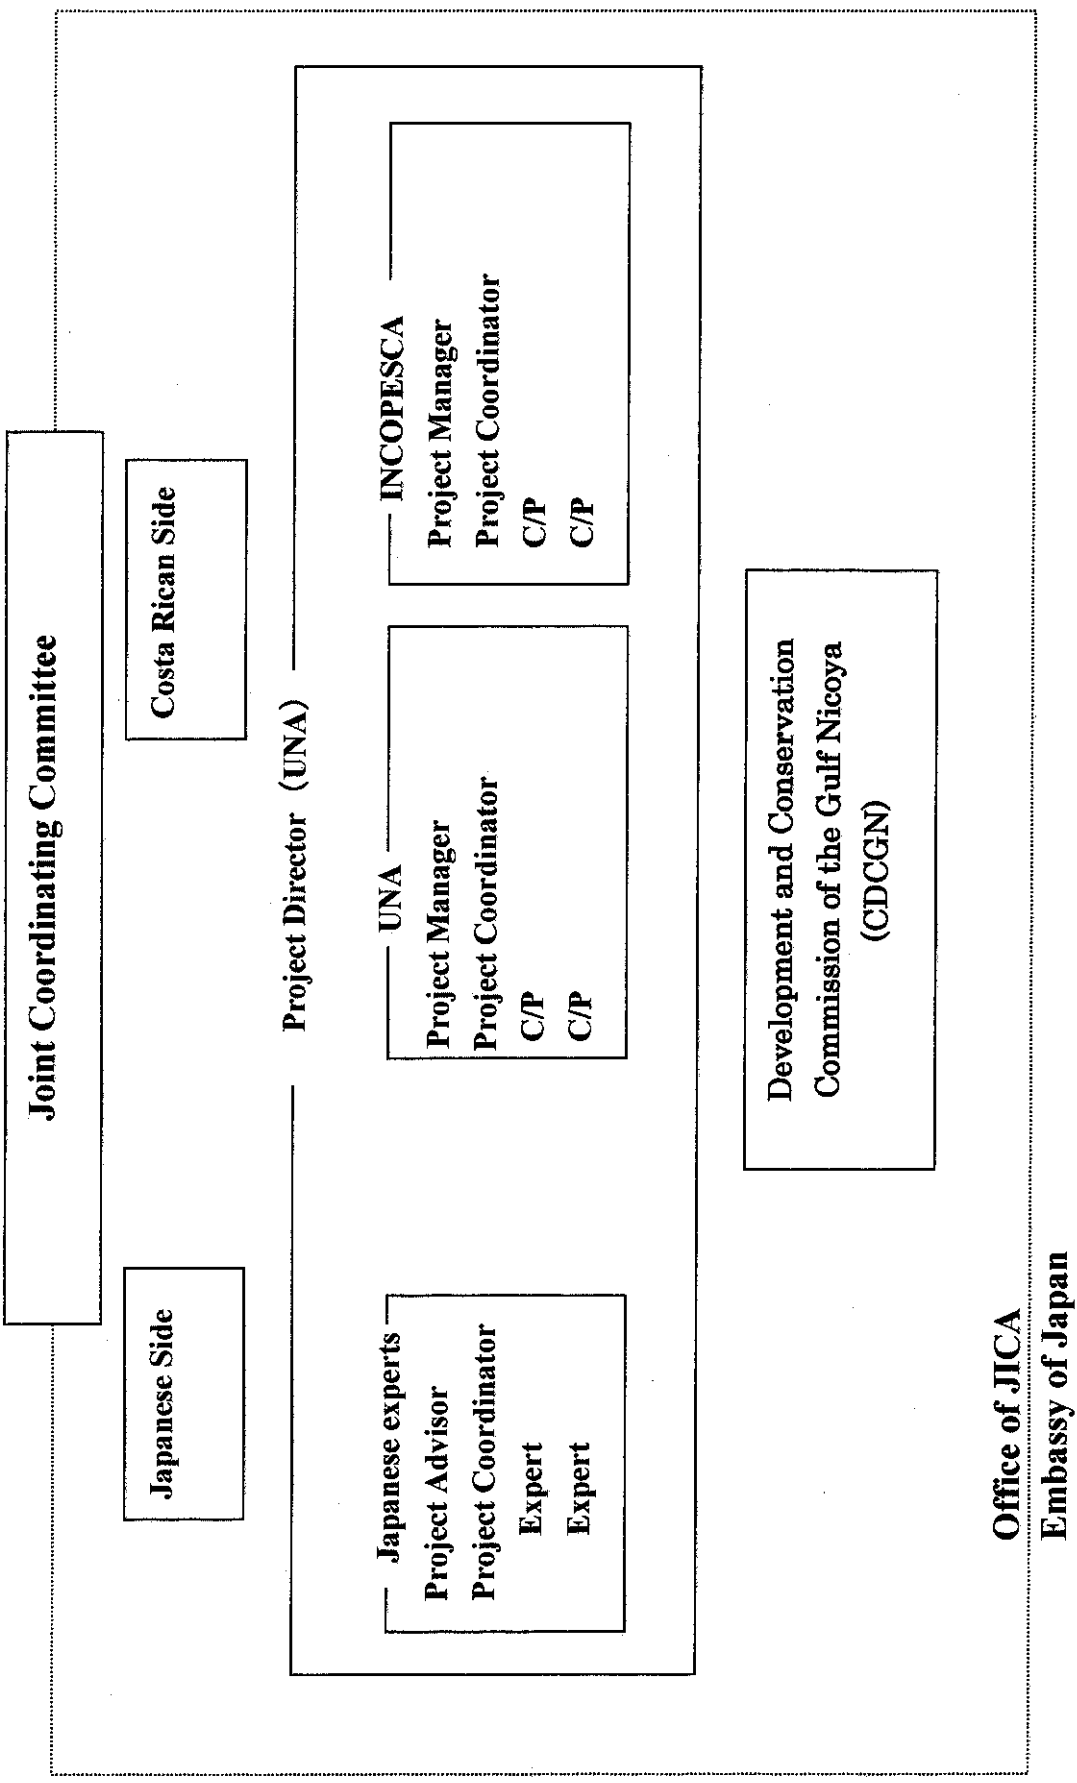 Joint Coordinating Committee
Japanese Side
Costa Rican Side
Project Director (UNA)
Japanese experts
Project Advisor
Project Coordinator
Expert
Expert
UNA
Project Manager
Project Coordinator
C/P
C/P
INCOPESCA
Project Manager
Project Coordinator
C/P
C/P
Development and Conservation
Commission of the Gulf Nicoya
(CDCGN)
Office of JICA
Embassy of Japan